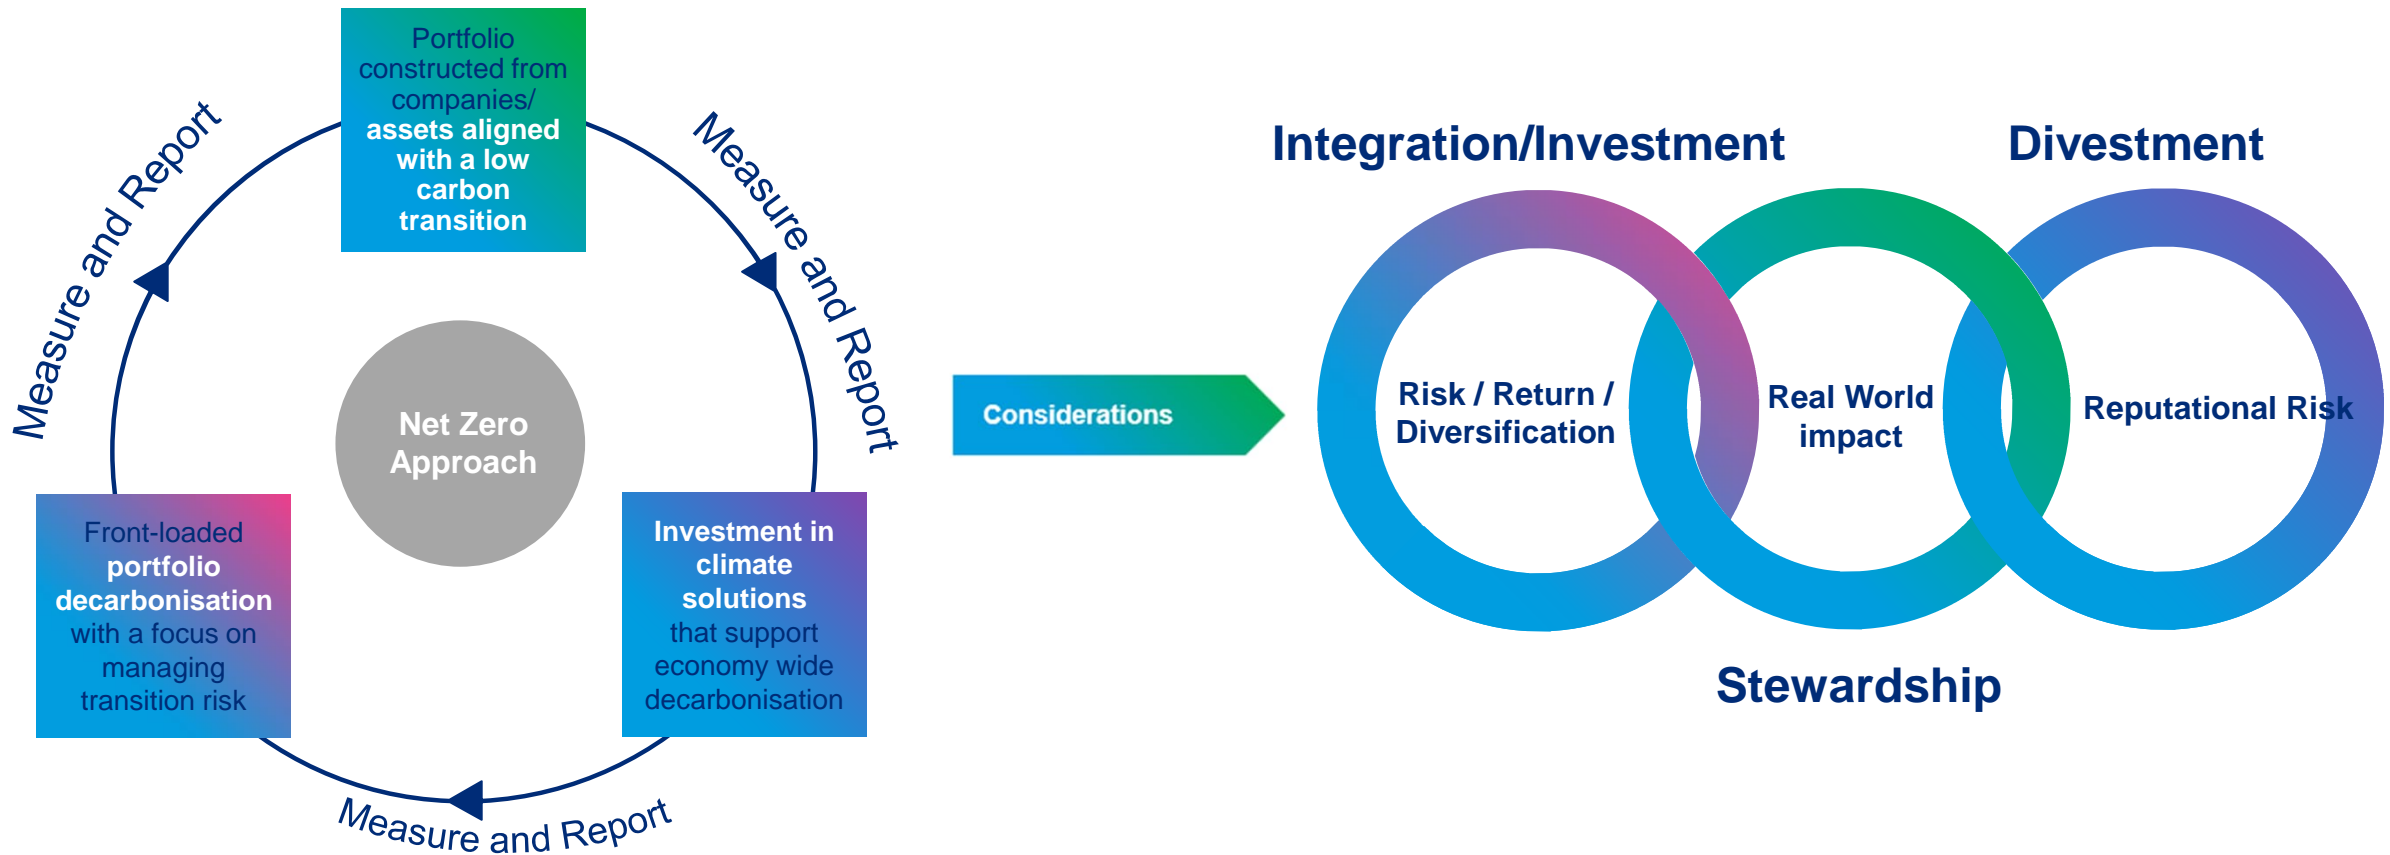 Portfolio
constructed from
companies/
assets aligned
with a low
carbon
transition
Measure and Report
Measure and Report
Net Zero
Approach
Front-loaded
portfolio
decarbonisation
with a focus on
managing
transition risk
Investment in
climate
solutions
that support
economy wide
decarbonisation
Measure and Report
Considerations
Integration/Investment
Divestment
Risk / Return /
Diversification
Real World
impact
Reputational Risk
Stewardship